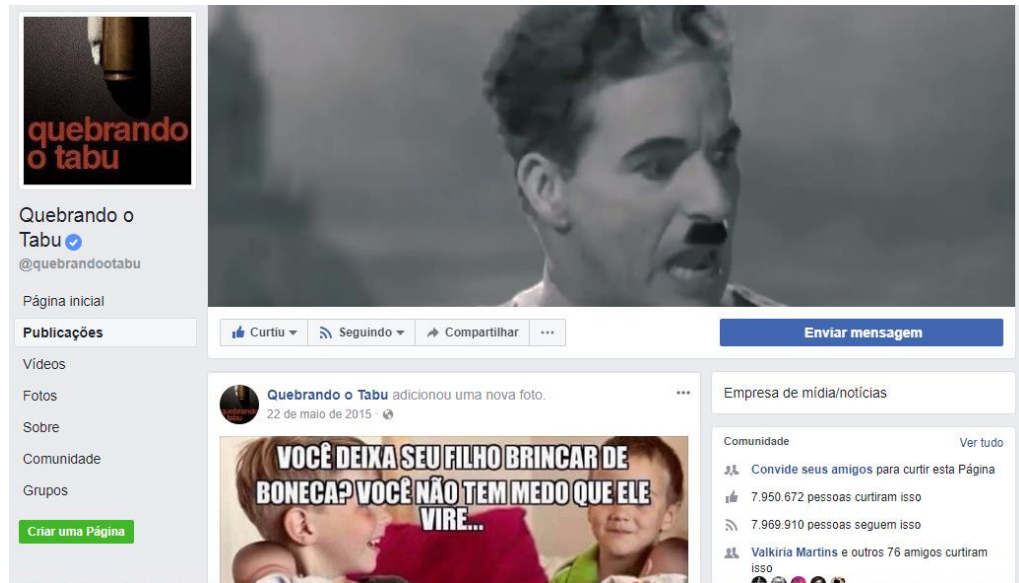 quebrando
o tabu
Quebrando o
Tabu
@quebrandootabu
Página inicial
Publicações
Vídeos
Fotos
Sobre
Comunidade
Grupos
Criar uma Página
Curtiu
Seguindo
Compartilhar
...
Enviar mensagem
Quebrando o Tabu adicionou uma nova foto.
22 de maio de 2015 ·
...
quebrando
tabu
VOCÊ DEIXA SEU FILHO BRINCAR DE
BONECA? VOCÊ NÃO TEM MEDO QUE ELE
VIRE...
Empresa de mídia/notícias
Comunidade
Ver tudo
Convide seus amigos para curtir esta Página
7.950.672 pessoas curtiram isso
7.969.910 pessoas seguem isso
Valkiria Martins e outros 76 amigos curtiram
isso